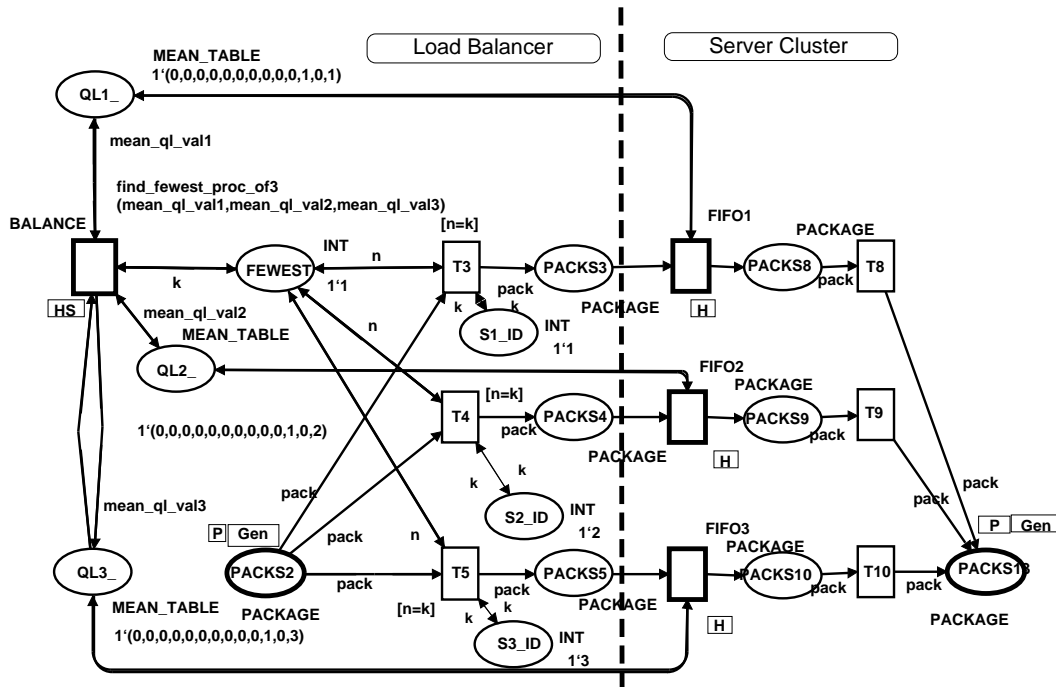 Load Balancer
Server Cluster
MEAN_TABLE
1‘(0,0,0,0,0,0,0,0,0,0,1,0,1)
QL1_
mean_ql_val1
find_fewest_proc_of3
(mean_ql_val1,mean_ql_val2,mean_ql_val3)
BALANCE
[n=k]
FIFO1
PACKAGE
INT
k
FEWEST
n
T3
PACKS3
PACKS8
T8
1‘1
pack
pack
k
k
PACKAGE
HS
mean_ql_val2
H
MEAN_TABLE
n
S1_ID
INT
1‘1
QL2_
FIFO2
PACKAGE
[n=k]
T4
PACKS4
PACKS9
T9
1‘(0,0,0,0,0,0,0,0,0,0,1,0,2)
pack
pack
PACKAGE
H
k
k
mean_ql_val3
pack
pack
pack
S2_ID
INT
1‘2
P
Gen
pack
n
FIFO3
PACKAGE
P
Gen
QL3_
PACKS2
pack
T5
PACKS5
PACKS10
T10
pack
PACKS13
pack
pack
MEAN_TABLE
PACKAGE
[n=k]
k
k
PACKAGE
H
PACKAGE
1‘(0,0,0,0,0,0,0,0,0,0,1,0,3)
S3_ID
INT
1‘3